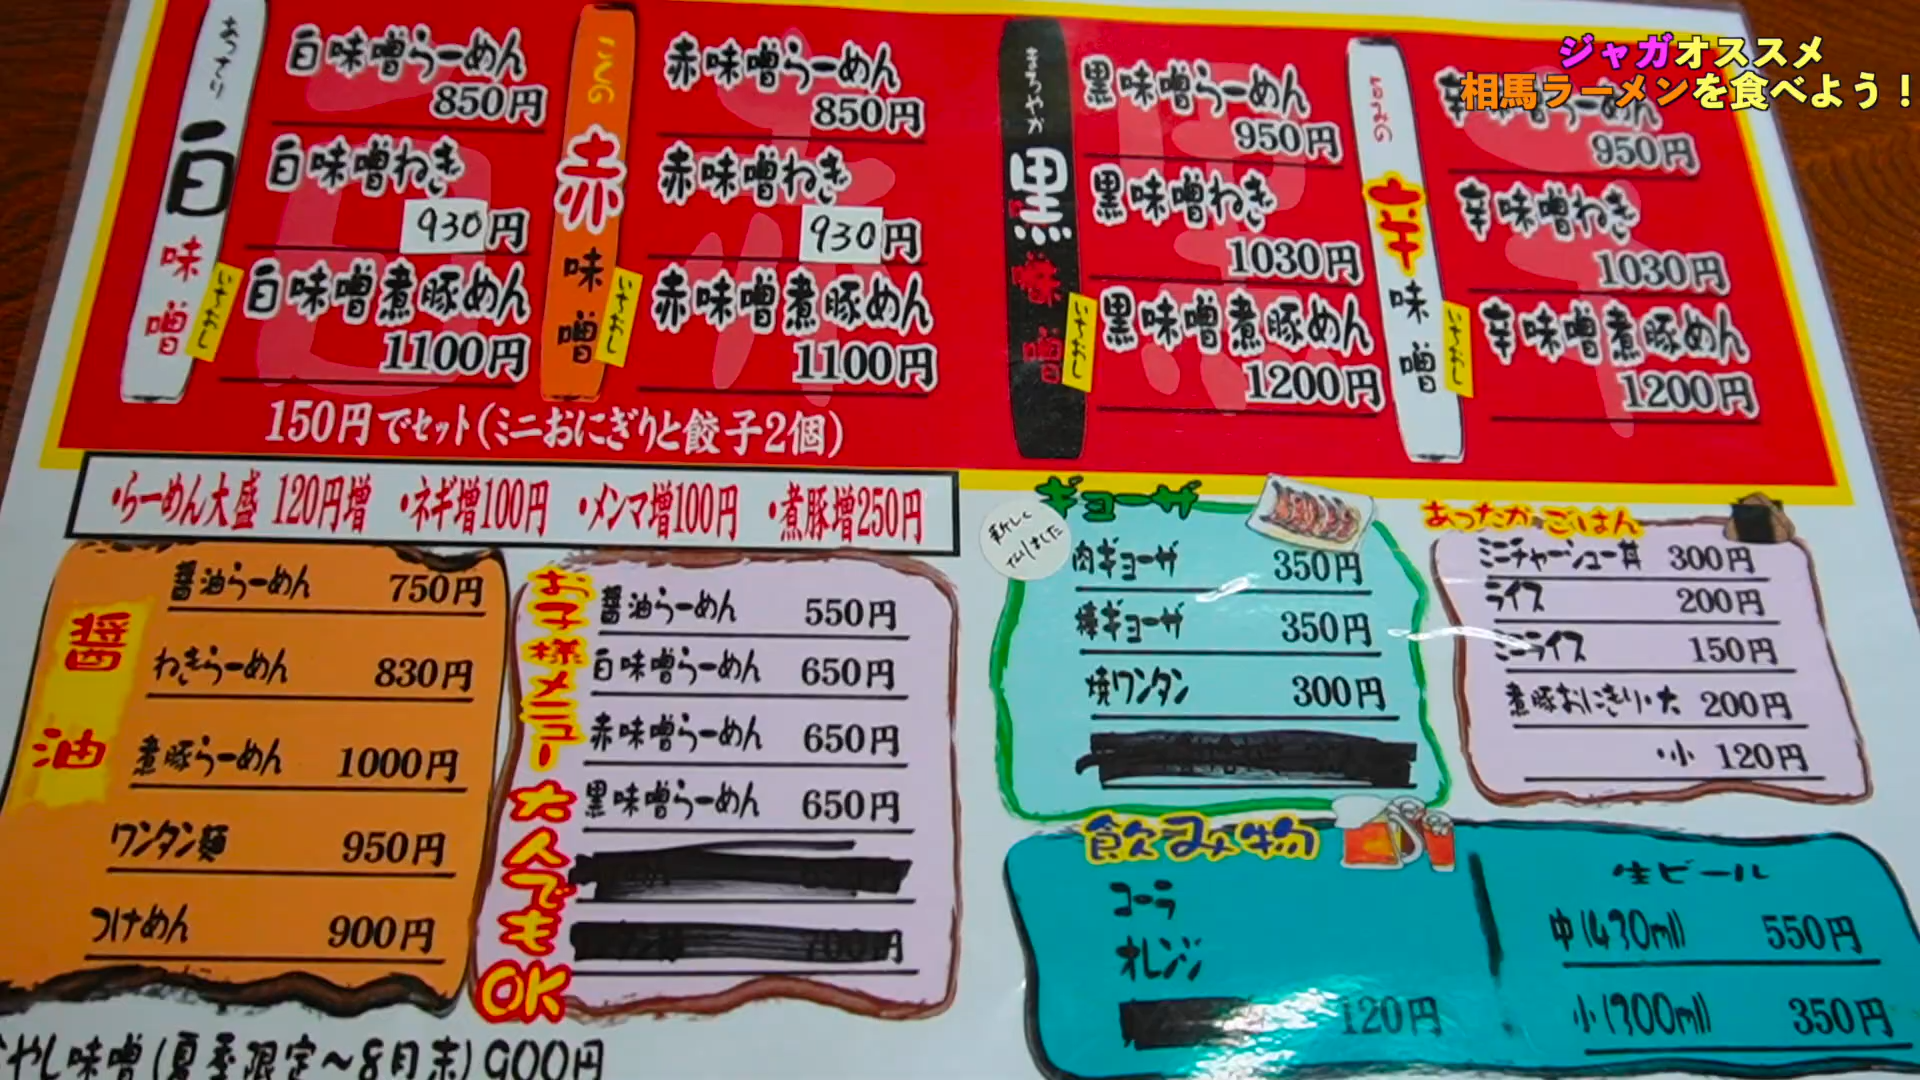 ジャガオススメ
相馬ラーメンを食べよう！
あっさり
白味噌
いちおし
白味噌らーめん
850円
白味噌ねぎ
930円
白味噌煮豚めん
1100円
こくの
赤味噌
いちおし
赤味噌らーめん
850円
赤味噌ねぎ
930円
赤味噌煮豚めん
1100円
まろやか
黒味噌
いちおし
黒味噌らーめん
950円
黒味噌ねぎ
1030円
黒味噌煮豚めん
1200円
うまみの
辛味噌
いちおし
辛味噌らーめん
950円
辛味噌ねぎ
1030円
辛味噌煮豚めん
1200円
150円でセット(ミニおにぎりと餃子2個)
・らーめん大盛 120円増 ・ネギ増100円 ・メンマ増100円 ・煮豚増250円
醤油
醤油らーめん 750円
ねぎらーめん 830円
煮豚らーめん 1000円
ワンタン麺 950円
つけめん 900円
お子様メニュー大人でもOK
醤油らーめん 550円
白味噌らーめん 650円
赤味噌らーめん 650円
黒味噌らーめん 650円
新しく
なりました
ギョーザ
肉ギョーザ 350円
棒ギョーザ 350円
焼ワンタン 300円
あったかごはん
ミニチャーシュー丼 300円
ライス 200円
ミニライス 150円
煮豚おにぎり・大 200円
・小 120円
飲み物
コーラ
オレンジ
120円
生ビール
中(430ml) 550円
小(300ml) 350円
やし味噌(夏季限定～8月末)900円